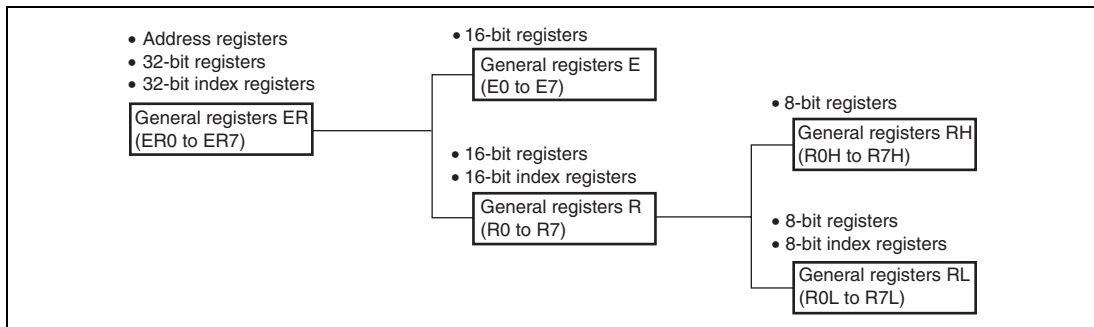 • Address registers
• 32-bit registers
• 32-bit index registers
General registers ER
(ER0 to ER7)
• 16-bit registers
General registers E
(E0 to E7)
• 16-bit registers
• 16-bit index registers
General registers R
(R0 to R7)
• 8-bit registers
General registers RH
(R0H to R7H)
• 8-bit registers
• 8-bit index registers
General registers RL
(R0L to R7L)